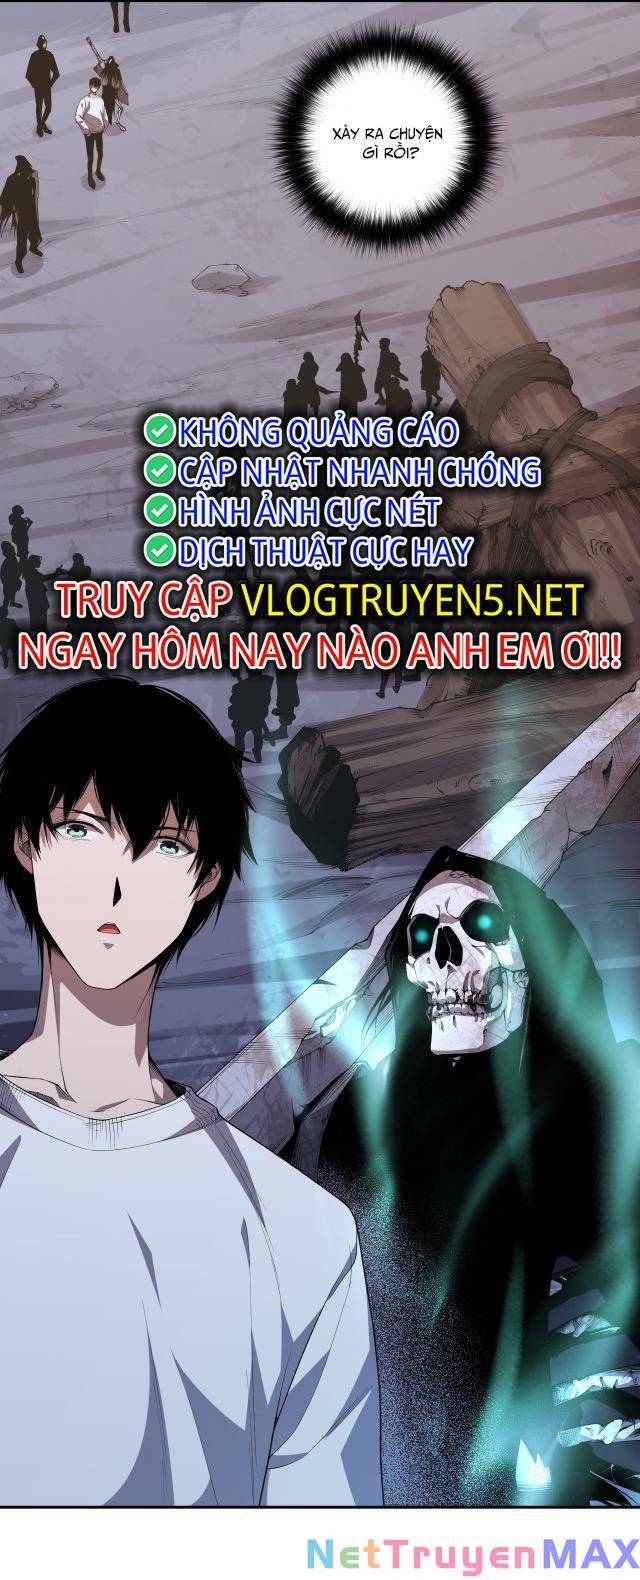 XẢY RA CHUYỆN
GÌ RỒI?
KHÔNG QUẢNG CÁO
CẬP NHẬT NHANH CHÓNG
HÌNH ẢNH CỰC NÉT
DỊCH THUẬT CỰC HAY
TRUY CẬP VLOGTRUYEN5.NET
NGAY HÔM NAY NÀO ANH EM ƠI!!
NetTruyenMAX